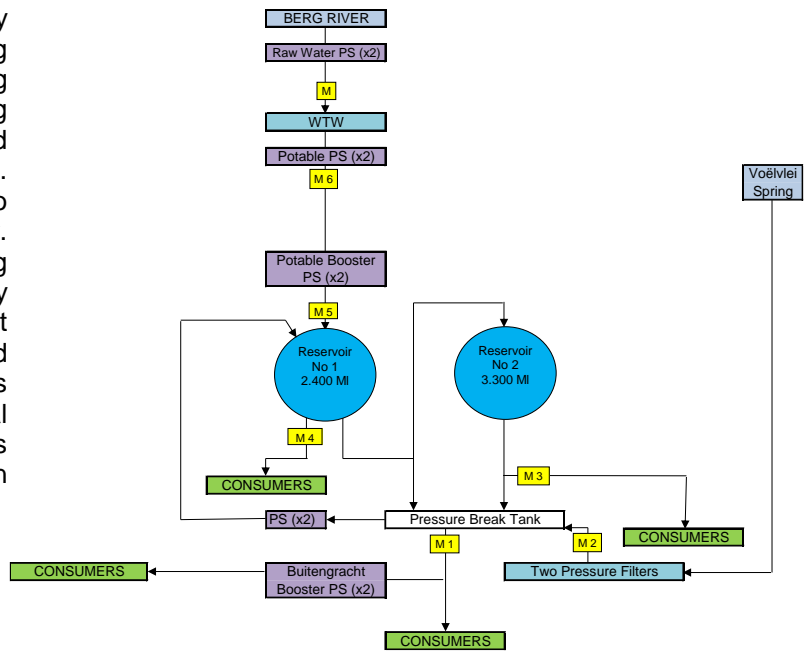 BERG RIVER
Raw Water PS (x2)
M
WTW
Potable PS (x2)
M 6
Voëlvlei
Spring
Potable Booster
PS (x2)
M 5
Reservoir
No 1
2.400 Ml
Reservoir
No 2
3.300 Ml
M 4
CONSUMERS
M 3
PS (x2)
Pressure Break Tank
CONSUMERS
M 1
M 2
CONSUMERS
Buitengracht
Booster PS (x2)
Two Pressure Filters
CONSUMERS